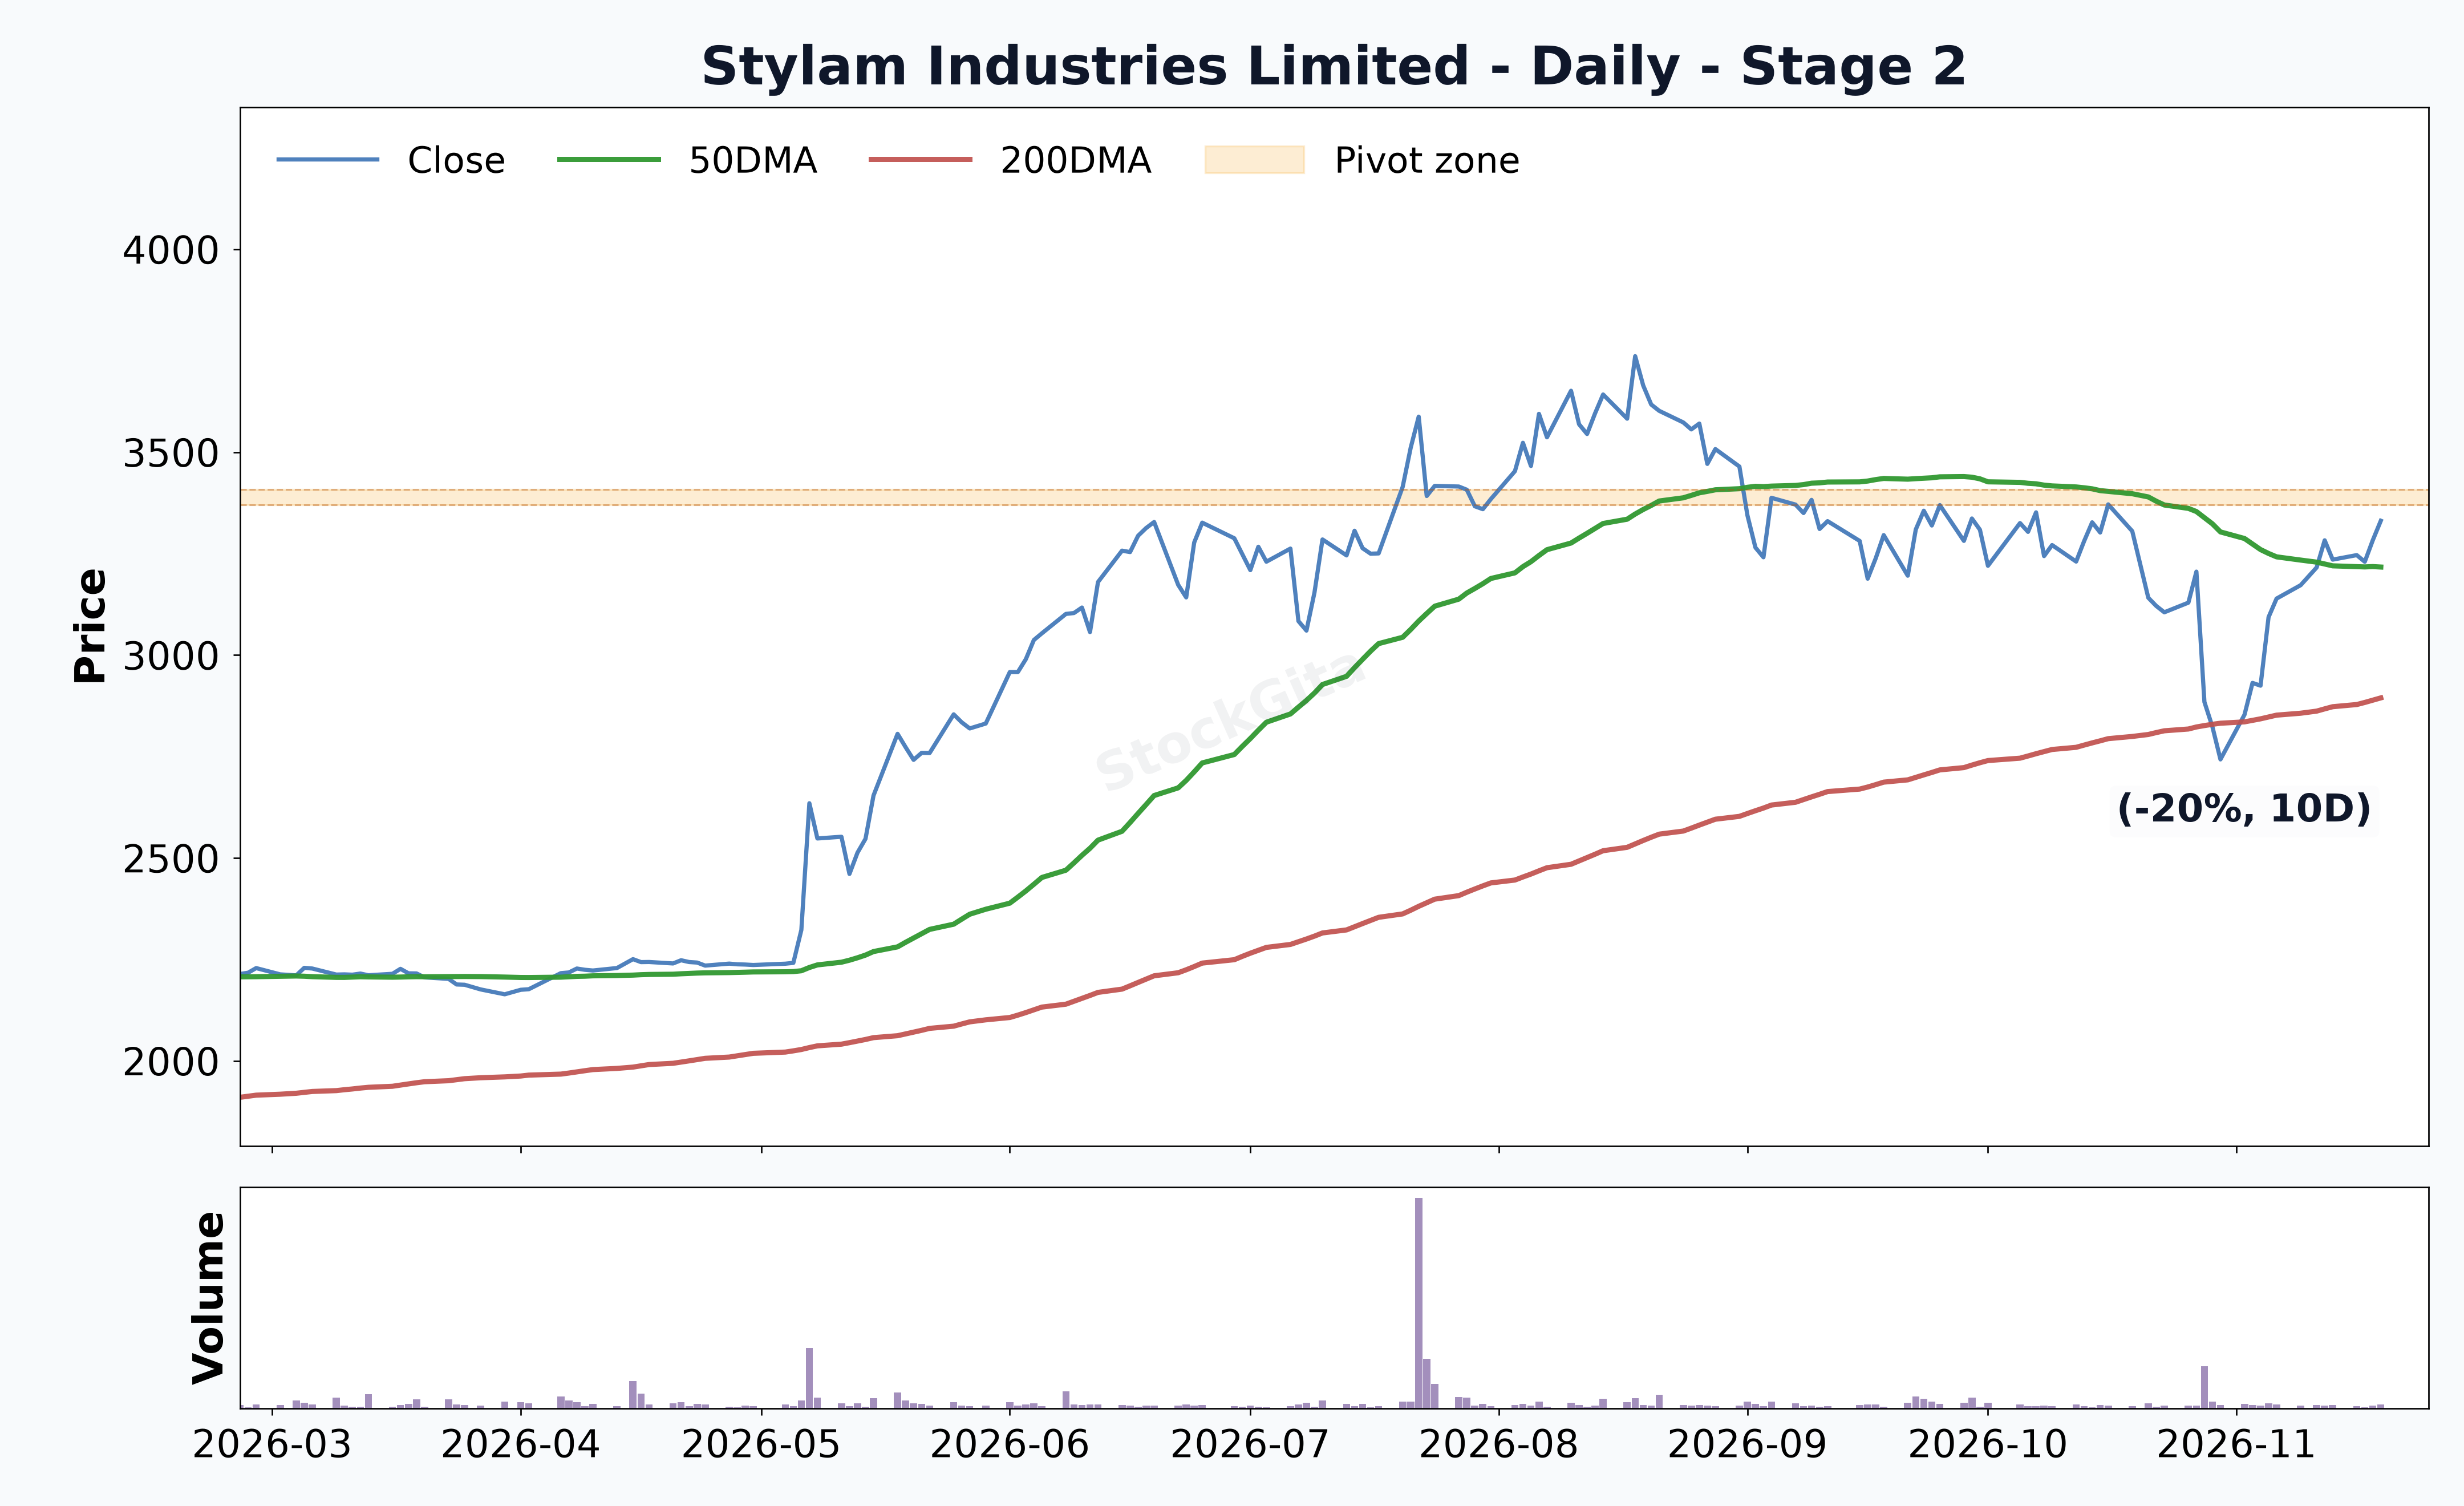 Stylam Industries Limited - Daily - Stage 2
Close 50DMA 200DMA Pivot zone
4000
3500
3000
2500
2000
Price
StockGita
(-20%, 10D)
Volume
2026-03 2026-04 2026-05 2026-06 2026-07 2026-08 2026-09 2026-10 2026-11